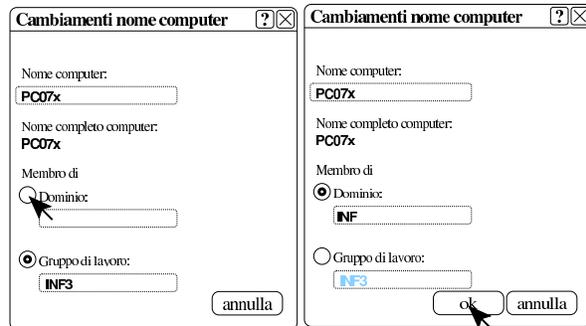 Cambiamenti nome computer ?
Nome computer:
PC07x
Nome completo computer:
PC07x
Membro di
Dominio:
Gruppo di lavoro:
INF3
annulla
Cambiamenti nome computer ?
Nome computer:
PC07x
Nome completo computer:
PC07x
Membro di
Dominio:
INF
Gruppo di lavoro:
INF3
ok annulla